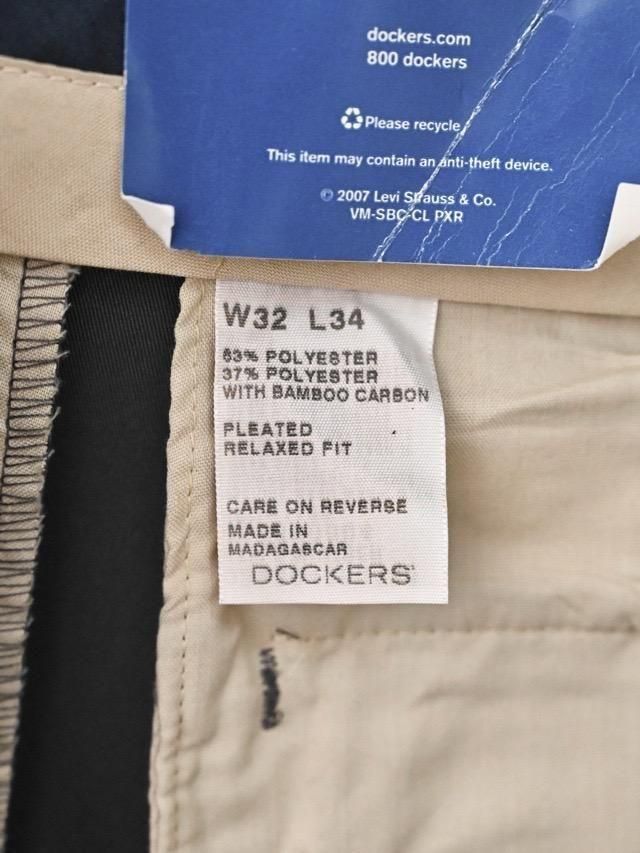 dockers.com
800 dockers
Please recycle
This item may contain an anti-theft device.
© 2007 Levi Strauss & Co.
VM-SBC-CL PXR
W32 L34
63% POLYESTER
37% POLYESTER
WITH BAMBOO CARBON
PLEATED
RELAXED FIT
CARE ON REVERSE
MADE IN
MADAGASCAR
DOCKERS®